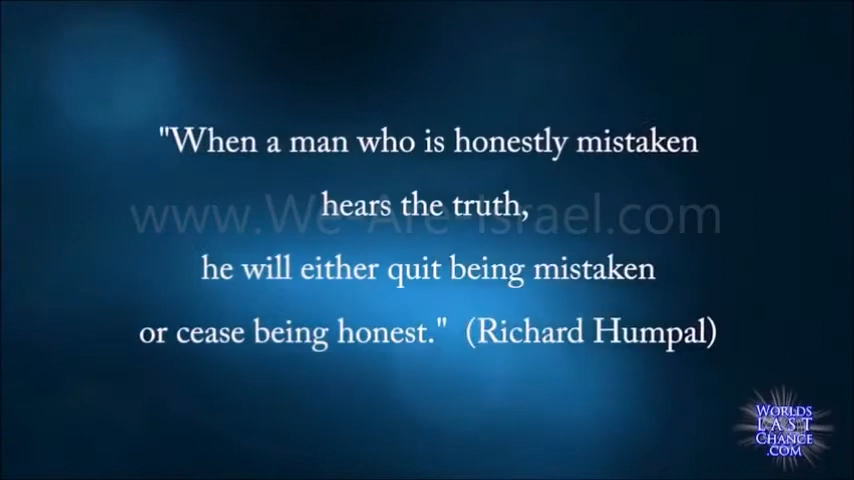 "When a man who is honestly mistaken
www.We-Are-Israel.com
hears the truth,
he will either quit being mistaken
or cease being honest." (Richard Humpal)
WORLDS
LAST
CHANCE
.COM